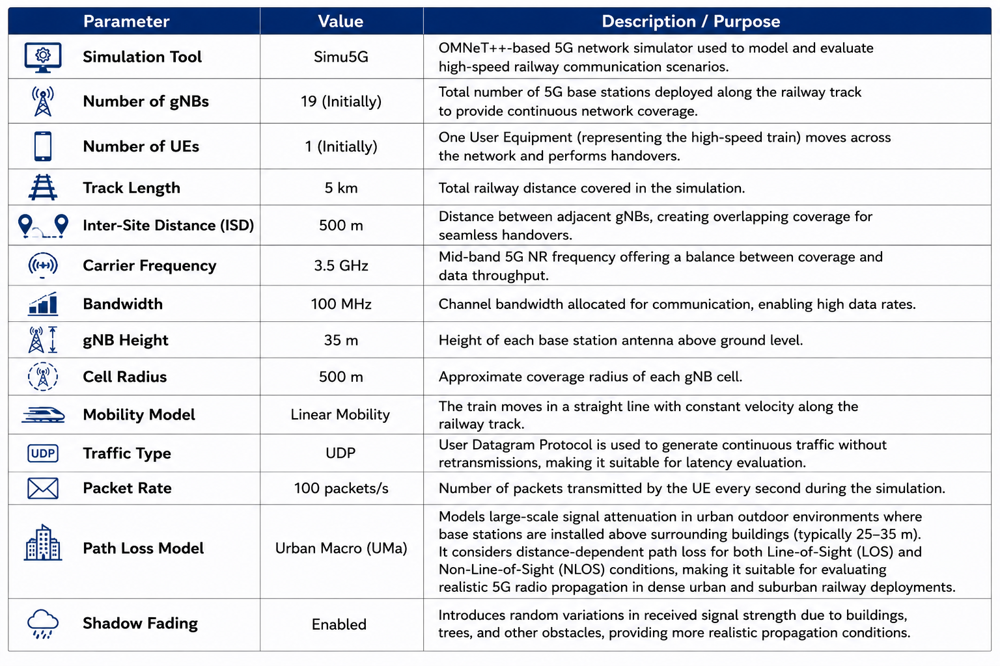 Parameter Value Description / Purpose
Simulation Tool Simu5G OMNeT++-based 5G network simulator used to model and evaluate
high-speed railway communication scenarios.
Number of gNBs 19 (Initially) Total number of 5G base stations deployed along the railway track
to provide continuous network coverage.
Number of UEs 1 (Initially) One User Equipment (representing the high-speed train) moves across
the network and performs handovers.
Track Length 5 km Total railway distance covered in the simulation.
Inter-Site Distance (ISD) 500 m Distance between adjacent gNBs, creating overlapping coverage for
seamless handovers.
Carrier Frequency 3.5 GHz Mid-band 5G NR frequency offering a balance between coverage and
data throughput.
Bandwidth 100 MHz Channel bandwidth allocated for communication, enabling high data rates.
gNB Height 35 m Height of each base station antenna above ground level.
Cell Radius 500 m Approximate coverage radius of each gNB cell.
Mobility Model Linear Mobility The train moves in a straight line with constant velocity along the
railway track.
UDP Traffic Type UDP User Datagram Protocol is used to generate continuous traffic without
retransmissions, making it suitable for latency evaluation.
Packet Rate 100 packets/s Number of packets transmitted by the UE every second during the simulation.
Path Loss Model Urban Macro (UMa) Models large-scale signal attenuation in urban outdoor environments where
base stations are installed above surrounding buildings (typically 25–35 m).
It considers distance-dependent path loss for both Line-of-Sight (LOS) and
Non-Line-of-Sight (NLOS) conditions, making it suitable for evaluating
realistic 5G radio propagation in dense urban and suburban railway deployments.
Shadow Fading Enabled Introduces random variations in received signal strength due to buildings,
trees, and other obstacles, providing more realistic propagation conditions.